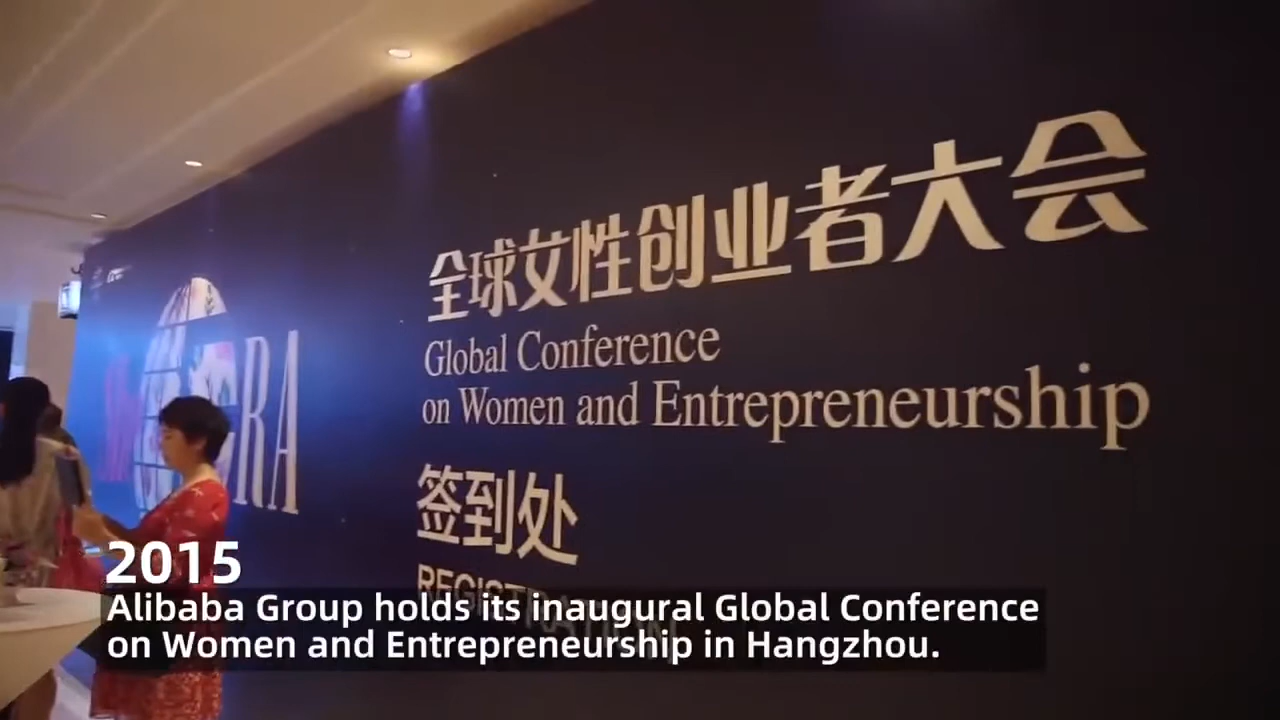 全球女性创业者大会
Global Conference
on Women and Entrepreneurship
签到处
REGISTRATION
2015
Alibaba Group holds its inaugural Global Conference
on Women and Entrepreneurship in Hangzhou.